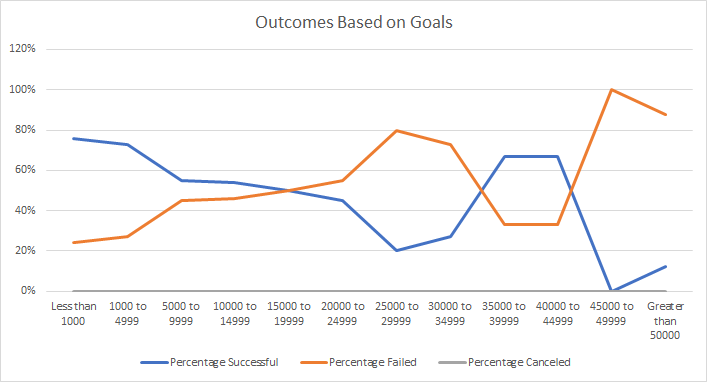 Outcomes Based on Goals
120%
100%
80%
60%
40%
20%
0%
Less than
1000
1000 to
4999
5000 to
9999
10000 to
14999
15000 to
19999
20000 to
24999
25000 to
29999
30000 to
34999
35000 to
39999
40000 to
44999
45000 to
49999
Greater
than
50000
Percentage Successful
Percentage Failed
Percentage Canceled